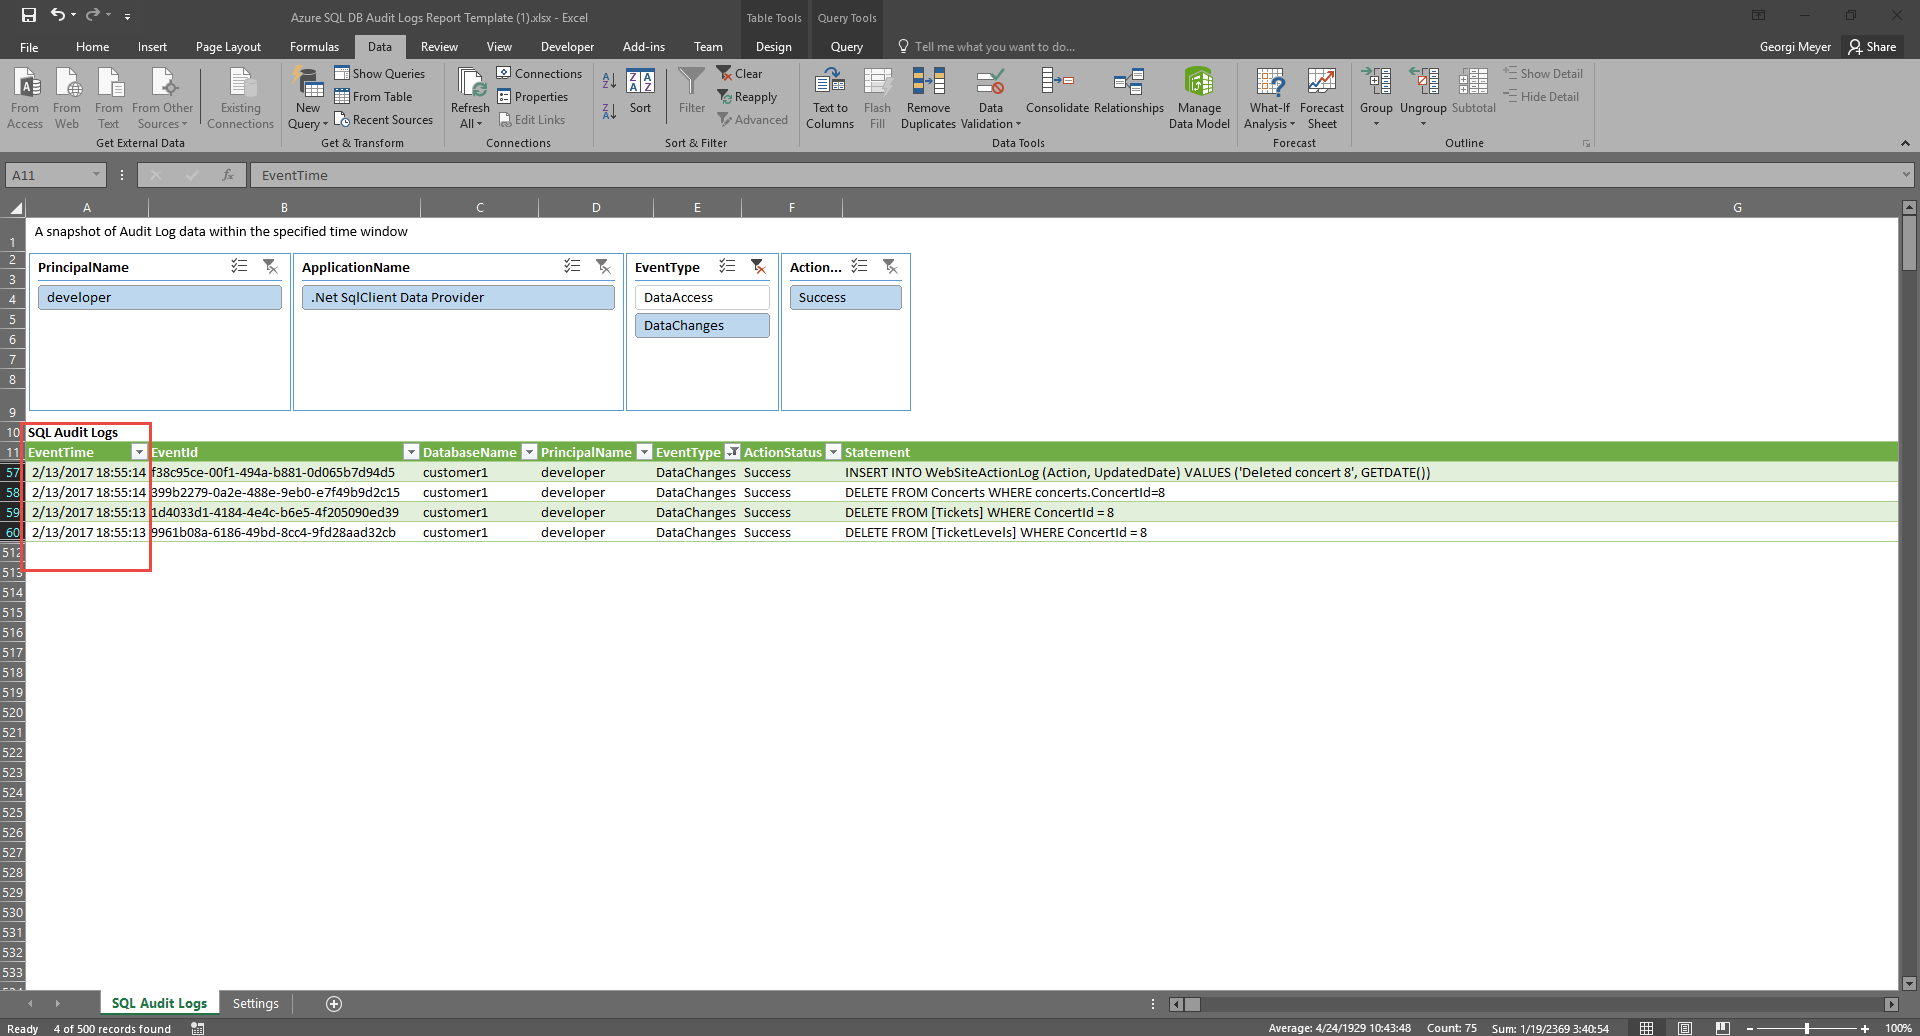 Azure SQL DB Audit Logs Report Template (1).xlsx - Excel
Table Tools
Query Tools
File
Home
Insert
Page Layout
Formulas
Data
Review
View
Developer
Add-ins
Team
Design
Query
Tell me what you want to do...
Georgi Meyer
Share
From Access
From Web
From Text
From Other Sources
Existing Connections
Get External Data
New Query
Show Queries
From Table
Recent Sources
Get & Transform
Refresh All
Connections
Properties
Edit Links
Connections
Sort
Filter
Clear
Reapply
Advanced
Sort & Filter
Text to Columns
Flash Fill
Remove Duplicates
Data Validation
Consolidate
Relationships
Manage Data Model
Data Tools
What-If Analysis
Forecast Sheet
Forecast
Group
Ungroup
Subtotal
Show Detail
Hide Detail
Outline
A11
fx
EventTime
A B C D E F G
1
A snapshot of Audit Log data within the specified time window
2
3
4
5
6
7
8
9
PrincipalName
developer
ApplicationName
.Net SqlClient Data Provider
EventType
DataAccess
DataChanges
Action...
Success
10 SQL Audit Logs
11 EventTime EventId DatabaseName PrincipalName EventType ActionStatus Statement
57 2/13/2017 18:55:14 f38c95ce-00f1-494a-b881-0d065b7d94d5 customer1 developer DataChanges Success INSERT INTO WebSiteActionLog (Action, UpdatedDate) VALUES ('Deleted concert 8', GETDATE())
58 2/13/2017 18:55:14 399b2279-0a2e-488e-9eb0-e7f49b9d2c15 customer1 developer DataChanges Success DELETE FROM Concerts WHERE concerts.ConcertId=8
59 2/13/2017 18:55:13 1d4033d1-4184-4e4c-b6e5-4f205090ed39 customer1 developer DataChanges Success DELETE FROM [Tickets] WHERE ConcertId = 8
60 2/13/2017 18:55:13 9961b08a-6186-49bd-8cc4-9fd28aad32cb customer1 developer DataChanges Success DELETE FROM [TicketLevels] WHERE ConcertId = 8
512
513
514
515
516
517
518
519
520
521
522
523
524
525
526
527
528
529
530
531
532
533
SQL Audit Logs
Settings
Ready
4 of 500 records found
Average: 4/24/1929 10:43:48
Count: 75
Sum: 1/19/2369 3:40:54
100%